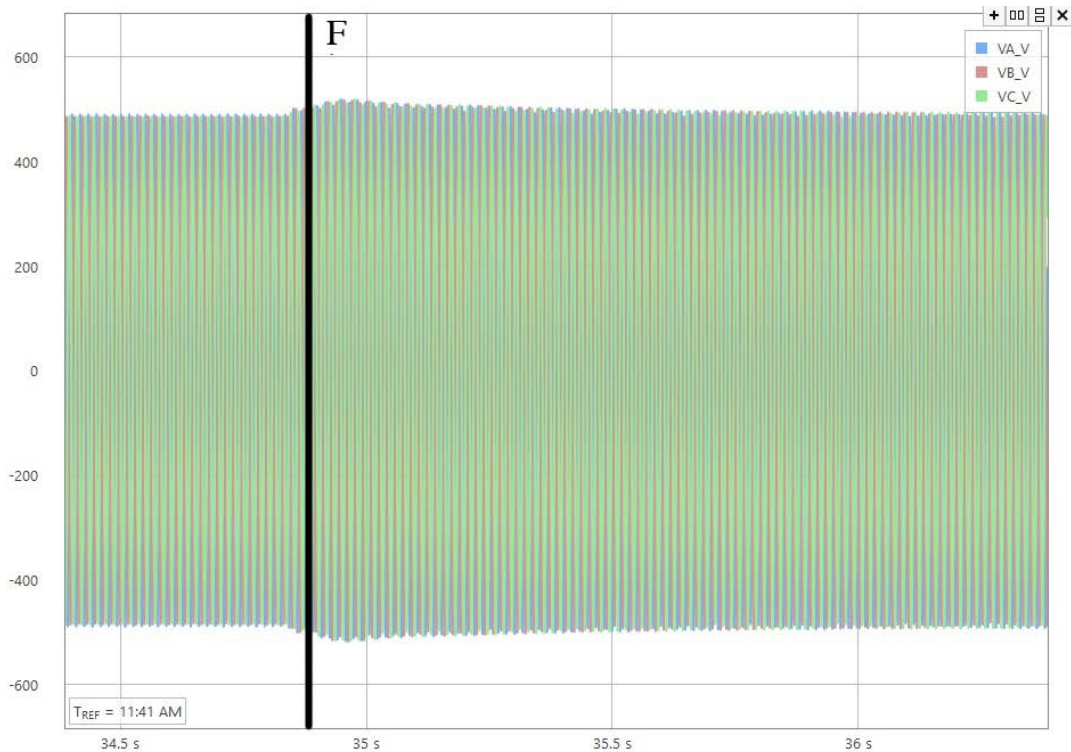 F
VA_V
VB_V
VC_V
600
400
200
0
-200
-400
-600
TREF = 11:41 AM
34.5 s
35 s
35.5 s
36 s